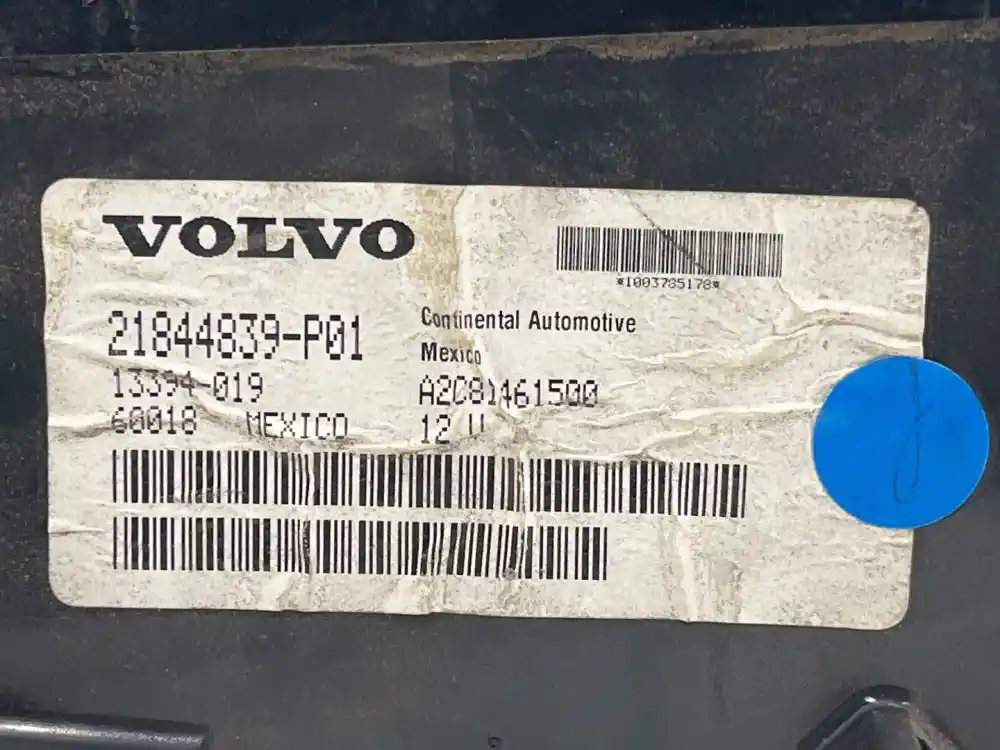 VOLVO
*1003735178*
21844839-P01
Continental Automotive
Mexico
13394-019
A2C81461500
60018 MEXICO
12 V